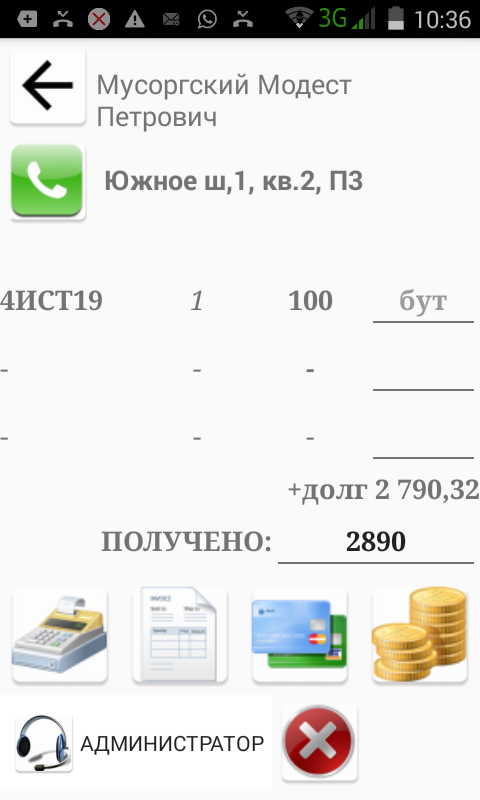 3G 10:36
Мусоргский Модест
Петрович
Южное ш,1, кв.2, П3
4ИСТ19 1 100 бут
- - -
- - -
+долг 2 790,32
ПОЛУЧЕНО: 2890
INVOICE
АДМИНИСТРАТОР